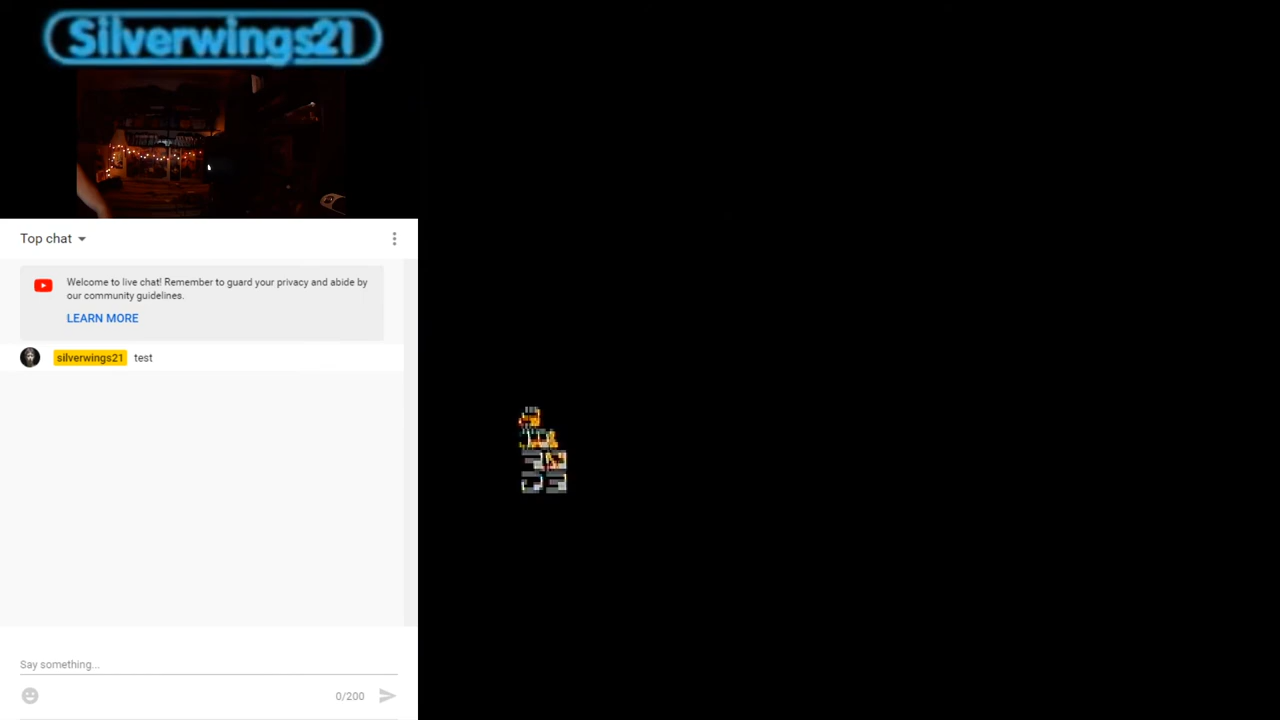 Silverwings21
Top chat
Welcome to live chat! Remember to guard your privacy and abide by
our community guidelines.
LEARN MORE
silverwings21 test
Say something...
0/200